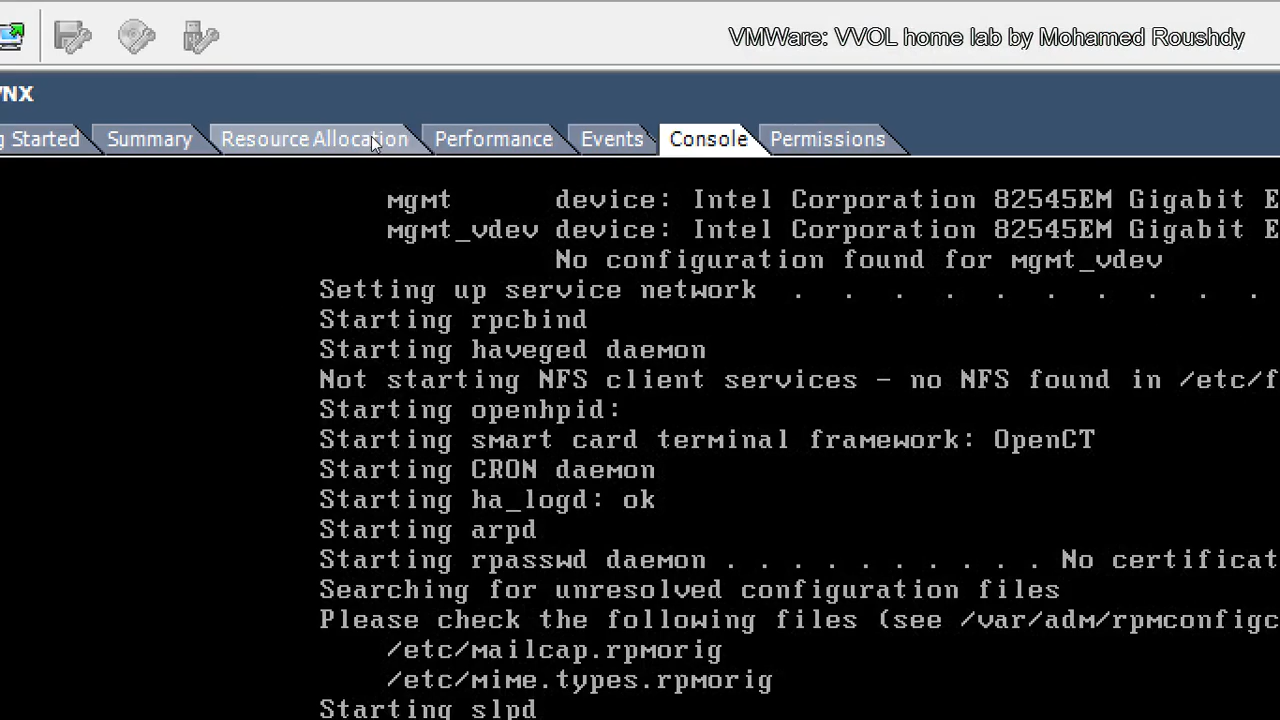 VMWare: VVOL home lab by Mohamed Roushdy
VNX
g Started Summary Resource Allocation Performance Events Console Permissions
mgmt device: Intel Corporation 82545EM Gigabit E
mgmt_vdev device: Intel Corporation 82545EM Gigabit E
No configuration found for mgmt_vdev
Setting up service network . . . . . . . . . .
Starting rpcbind
Starting haveged daemon
Not starting NFS client services - no NFS found in /etc/f
Starting openhpid:
Starting smart card terminal framework: OpenCT
Starting CRON daemon
Starting ha_logd: ok
Starting arpd
Starting rpasswd daemon . . . . . . . . . . No certificat
Searching for unresolved configuration files
Please check the following files (see /var/adm/rpmconfigc
/etc/mailcap.rpmorig
/etc/mime.types.rpmorig
Starting slpd